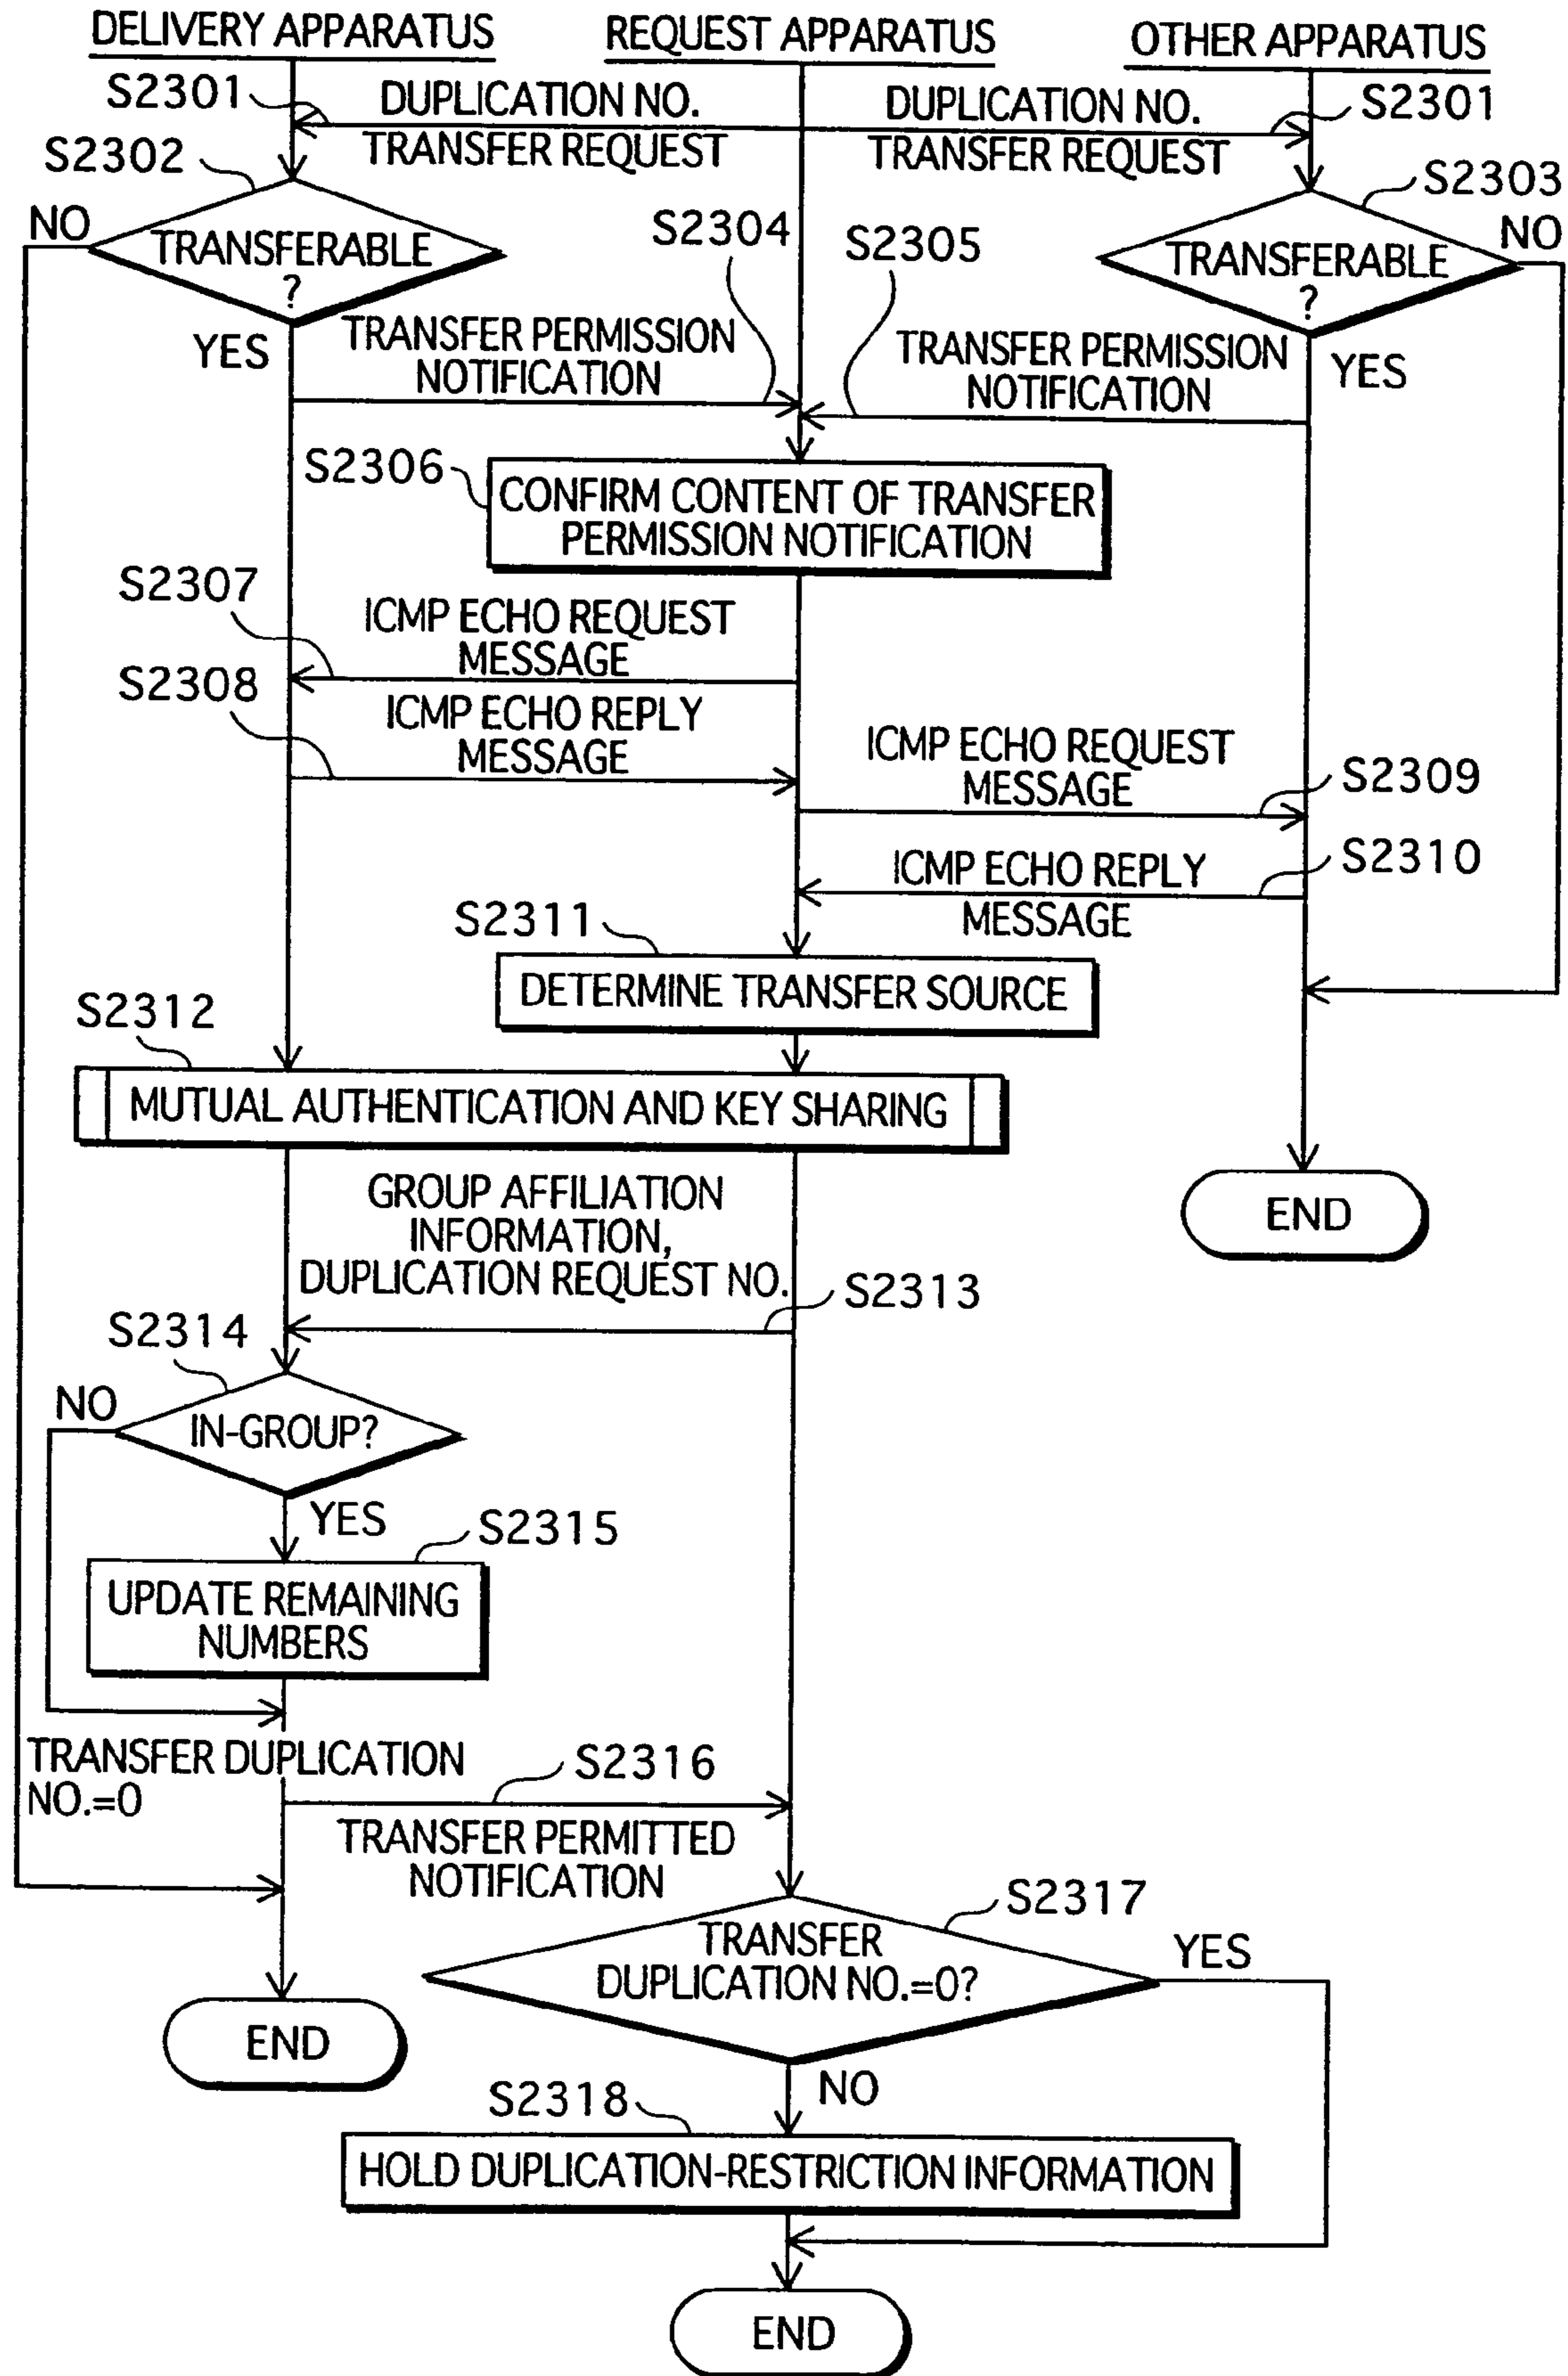 DELIVERY APPARATUS
REQUEST APPARATUS
OTHER APPARATUS
S2301
DUPLICATION NO.
TRANSFER REQUEST
DUPLICATION NO.
TRANSFER REQUEST
S2301
S2302
S2303
NO
TRANSFERABLE
?
YES
S2304
S2305
TRANSFERABLE
?
NO
YES
TRANSFER PERMISSION
NOTIFICATION
TRANSFER PERMISSION
NOTIFICATION
S2306
CONFIRM CONTENT OF TRANSFER
PERMISSION NOTIFICATION
S2307
ICMP ECHO REQUEST
MESSAGE
S2308
ICMP ECHO REPLY
MESSAGE
ICMP ECHO REQUEST
MESSAGE
S2309
ICMP ECHO REPLY
MESSAGE
S2310
S2311
DETERMINE TRANSFER SOURCE
S2312
MUTUAL AUTHENTICATION AND KEY SHARING
END
GROUP AFFILIATION
INFORMATION,
DUPLICATION REQUEST NO.
S2313
S2314
NO
IN-GROUP?
YES
S2315
UPDATE REMAINING
NUMBERS
TRANSFER DUPLICATION
NO.=0
S2316
TRANSFER PERMITTED
NOTIFICATION
S2317
TRANSFER
DUPLICATION NO.=0?
YES
END
NO
S2318
HOLD DUPLICATION-RESTRICTION INFORMATION
END